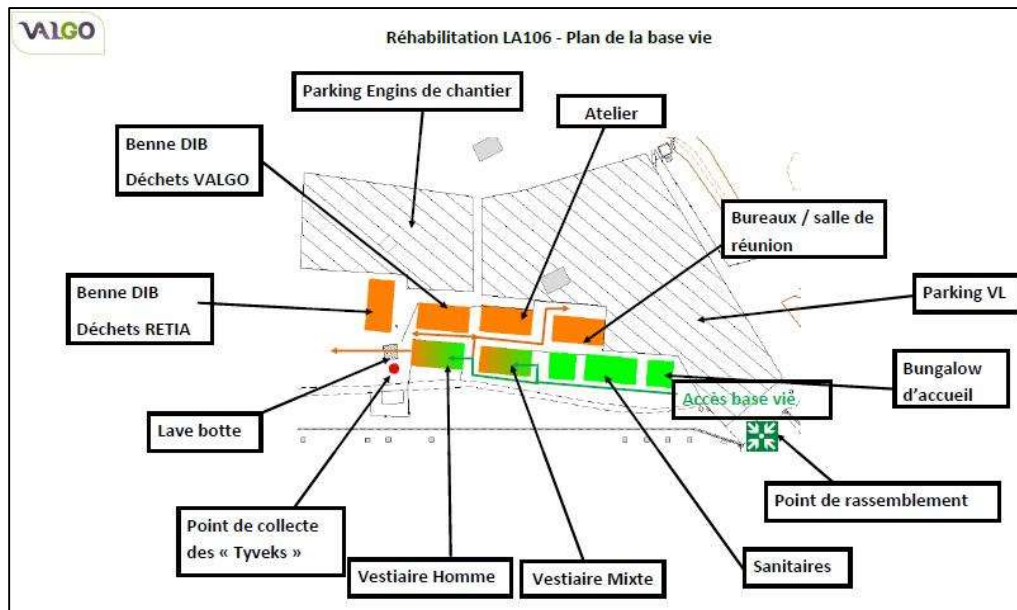 VALGO
Réhabilitation LA106 - Plan de la base vie
Parking Engins de chantier
Atelier
Benne DIB
Déchets VALGO
Bureaux / salle de
réunion
Benne DIB
Déchets RETIA
Parking VL
Bungalow
d'accueil
Accès base vie
Lave botte
Point de rassemblement
Point de collecte
des « Tyveks »
Vestiaire Homme
Vestiaire Mixte
Sanitaires